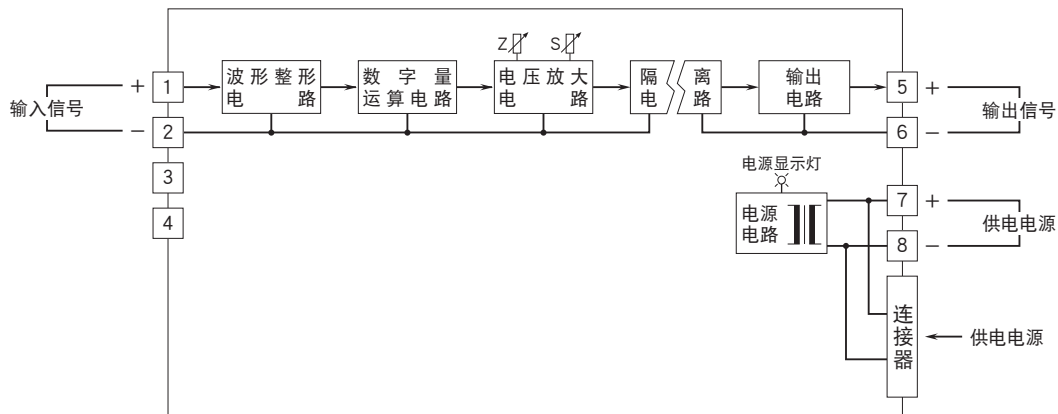 Z S
波形整形
电路
数字量
运算电路
电压放大
电路
隔离
电路
输出
电路
1
2
3
4
+
−
输入信号
5
6
+
−
输出信号
电源显示灯
电源
电路
7
8
+
−
供电电源
连接器
供电电源